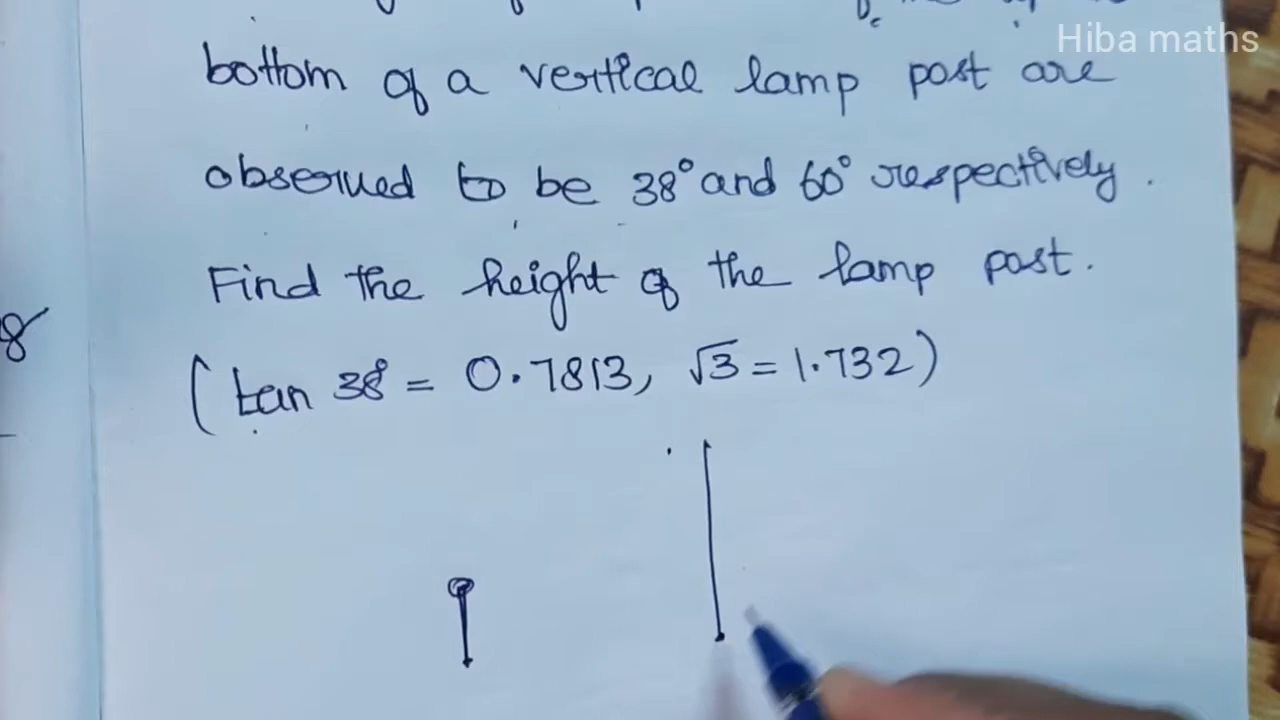 Hiba maths
bottom of a vertical lamp post are
observed to be 38° and 60° respectively.
Find the height of the lamp post.
(tan 38° = 0.7813, √3 = 1.732)
8